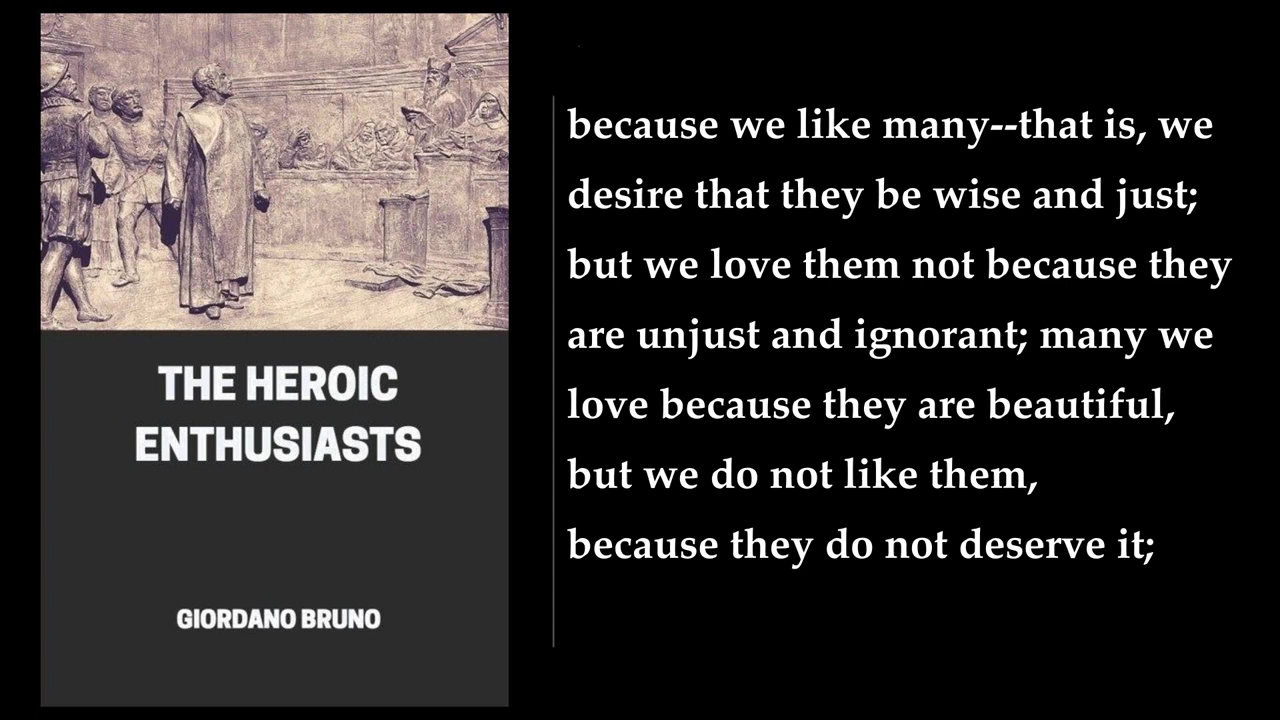 THE HEROIC
ENTHUSIASTS
GIORDANO BRUNO
because we like many--that is, we
desire that they be wise and just;
but we love them not because they
are unjust and ignorant; many we
love because they are beautiful,
but we do not like them,
because they do not deserve it;